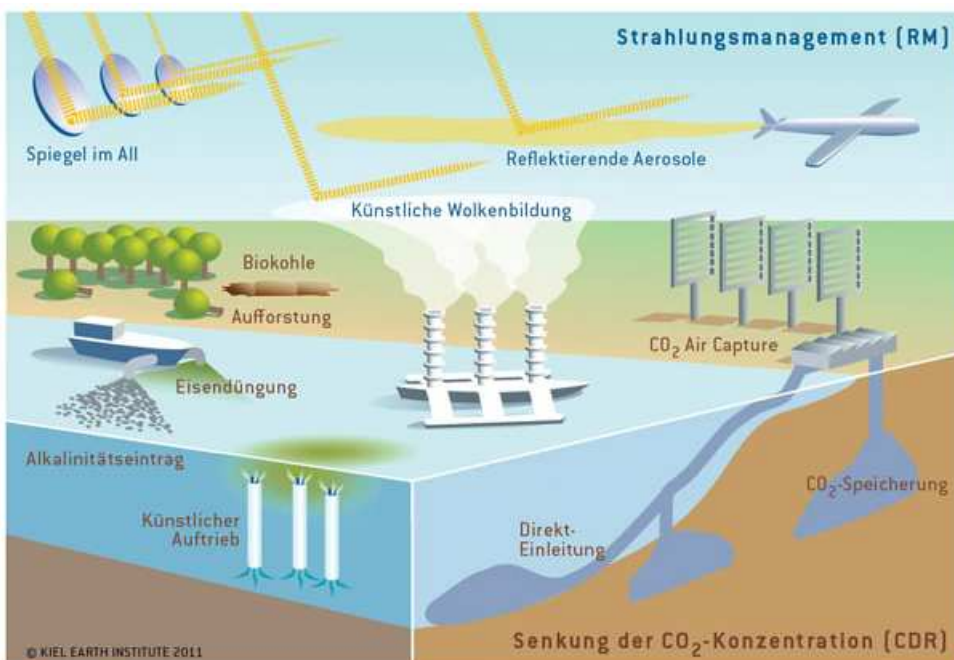 Strahlungsmanagement (RM)
Spiegel im All
Reflektierende Aerosole
Künstliche Wolkenbildung
Biokohle
Aufforstung
CO₂ Air Capture
Eisendüngung
Alkalinitätseintrag
CO₂-Speicherung
Künstlicher
Auftrieb
Direkt-
Einleitung
Senkung der CO₂-Konzentration (CDR)
© KIEL EARTH INSTITUTE 2011